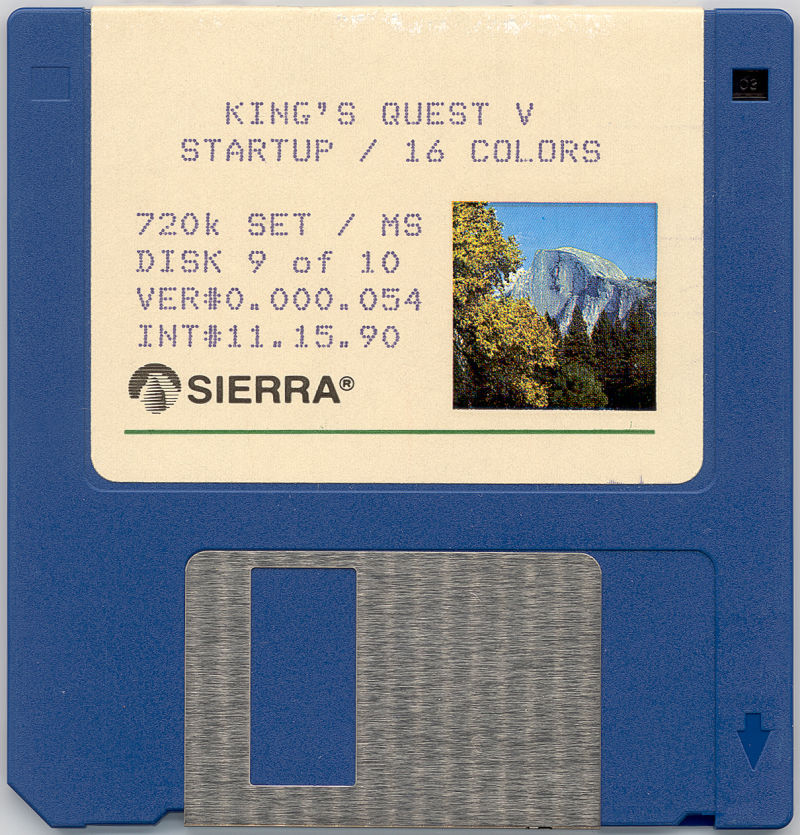 KING'S QUEST V
STARTUP / 16 COLORS
720k SET / MS
DISK 9 of 10
VER#0.000.054
INT#11.15.90
SIERRA®